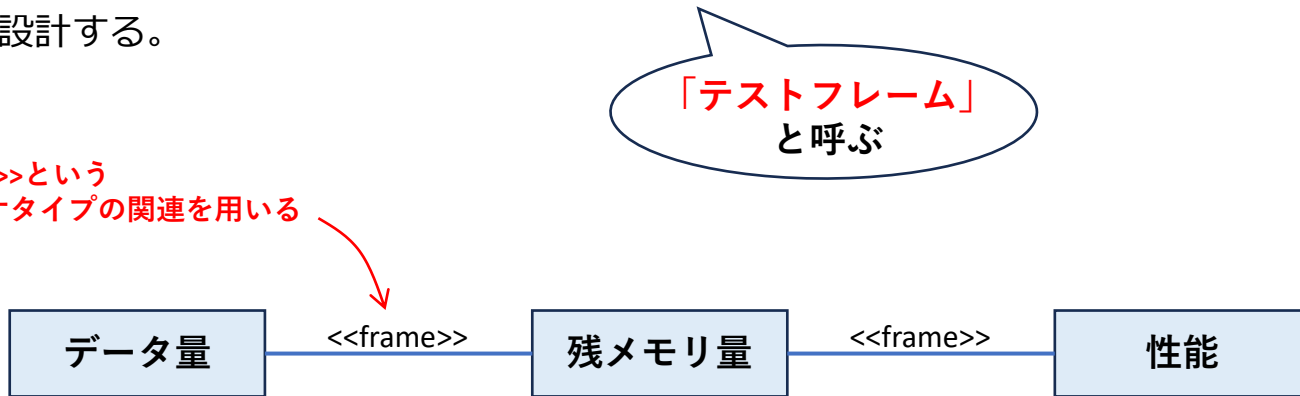 設計する。
「テストフレーム」
と呼ぶ
>>という
タイプの関連を用いる
データ量
<<frame>>
残メモリ量
<<frame>>
性能